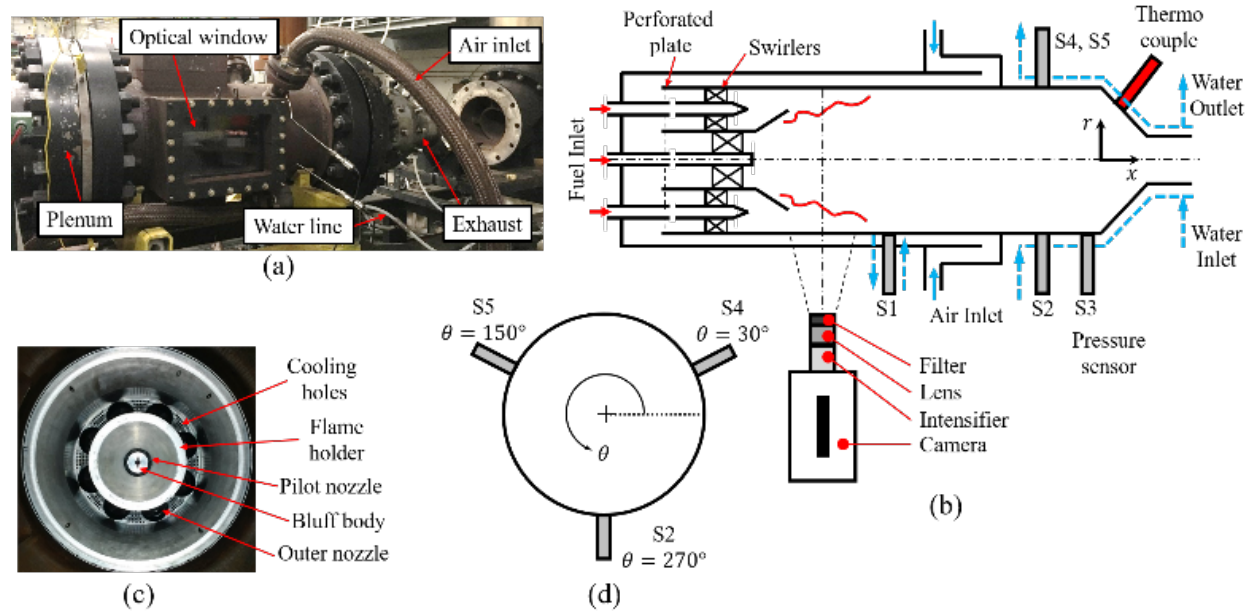 Optical window
Air inlet
Plenum
Water line
Exhaust
(a)
Perforated
plate
Swirlers
S4, S5
Thermo
couple
Water
Outlet
Fuel Inlet
r
x
Water
Inlet
S1
Air Inlet
S2
S3
Pressure
sensor
Filter
Lens
Intensifier
Camera
(b)
Cooling
holes
Flame
holder
Pilot nozzle
Bluff body
Outer nozzle
(c)
S5
θ = 150°
S4
θ = 30°
θ
S2
θ = 270°
(d)